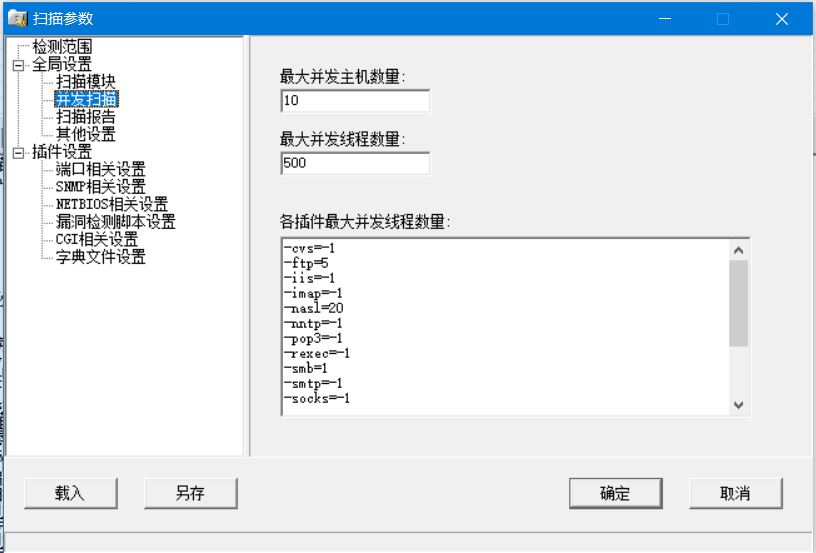 扫描参数
检测范围
全局设置
扫描模块
并发扫描
扫描报告
其他设置
插件设置
端口相关设置
SNMP相关设置
NETBIOS相关设置
漏洞检测脚本设置
CGI相关设置
字典文件设置
最大并发主机数量:
10
最大并发线程数量:
500
各插件最大并发线程数量:
-cvs=-1
-ftp=5
-iis=-1
-imap=-1
-nasl=20
-nntp=-1
-pop3=-1
-rexec=-1
-smb=1
-smtp=-1
-socks=-1
载入
另存
确定
取消